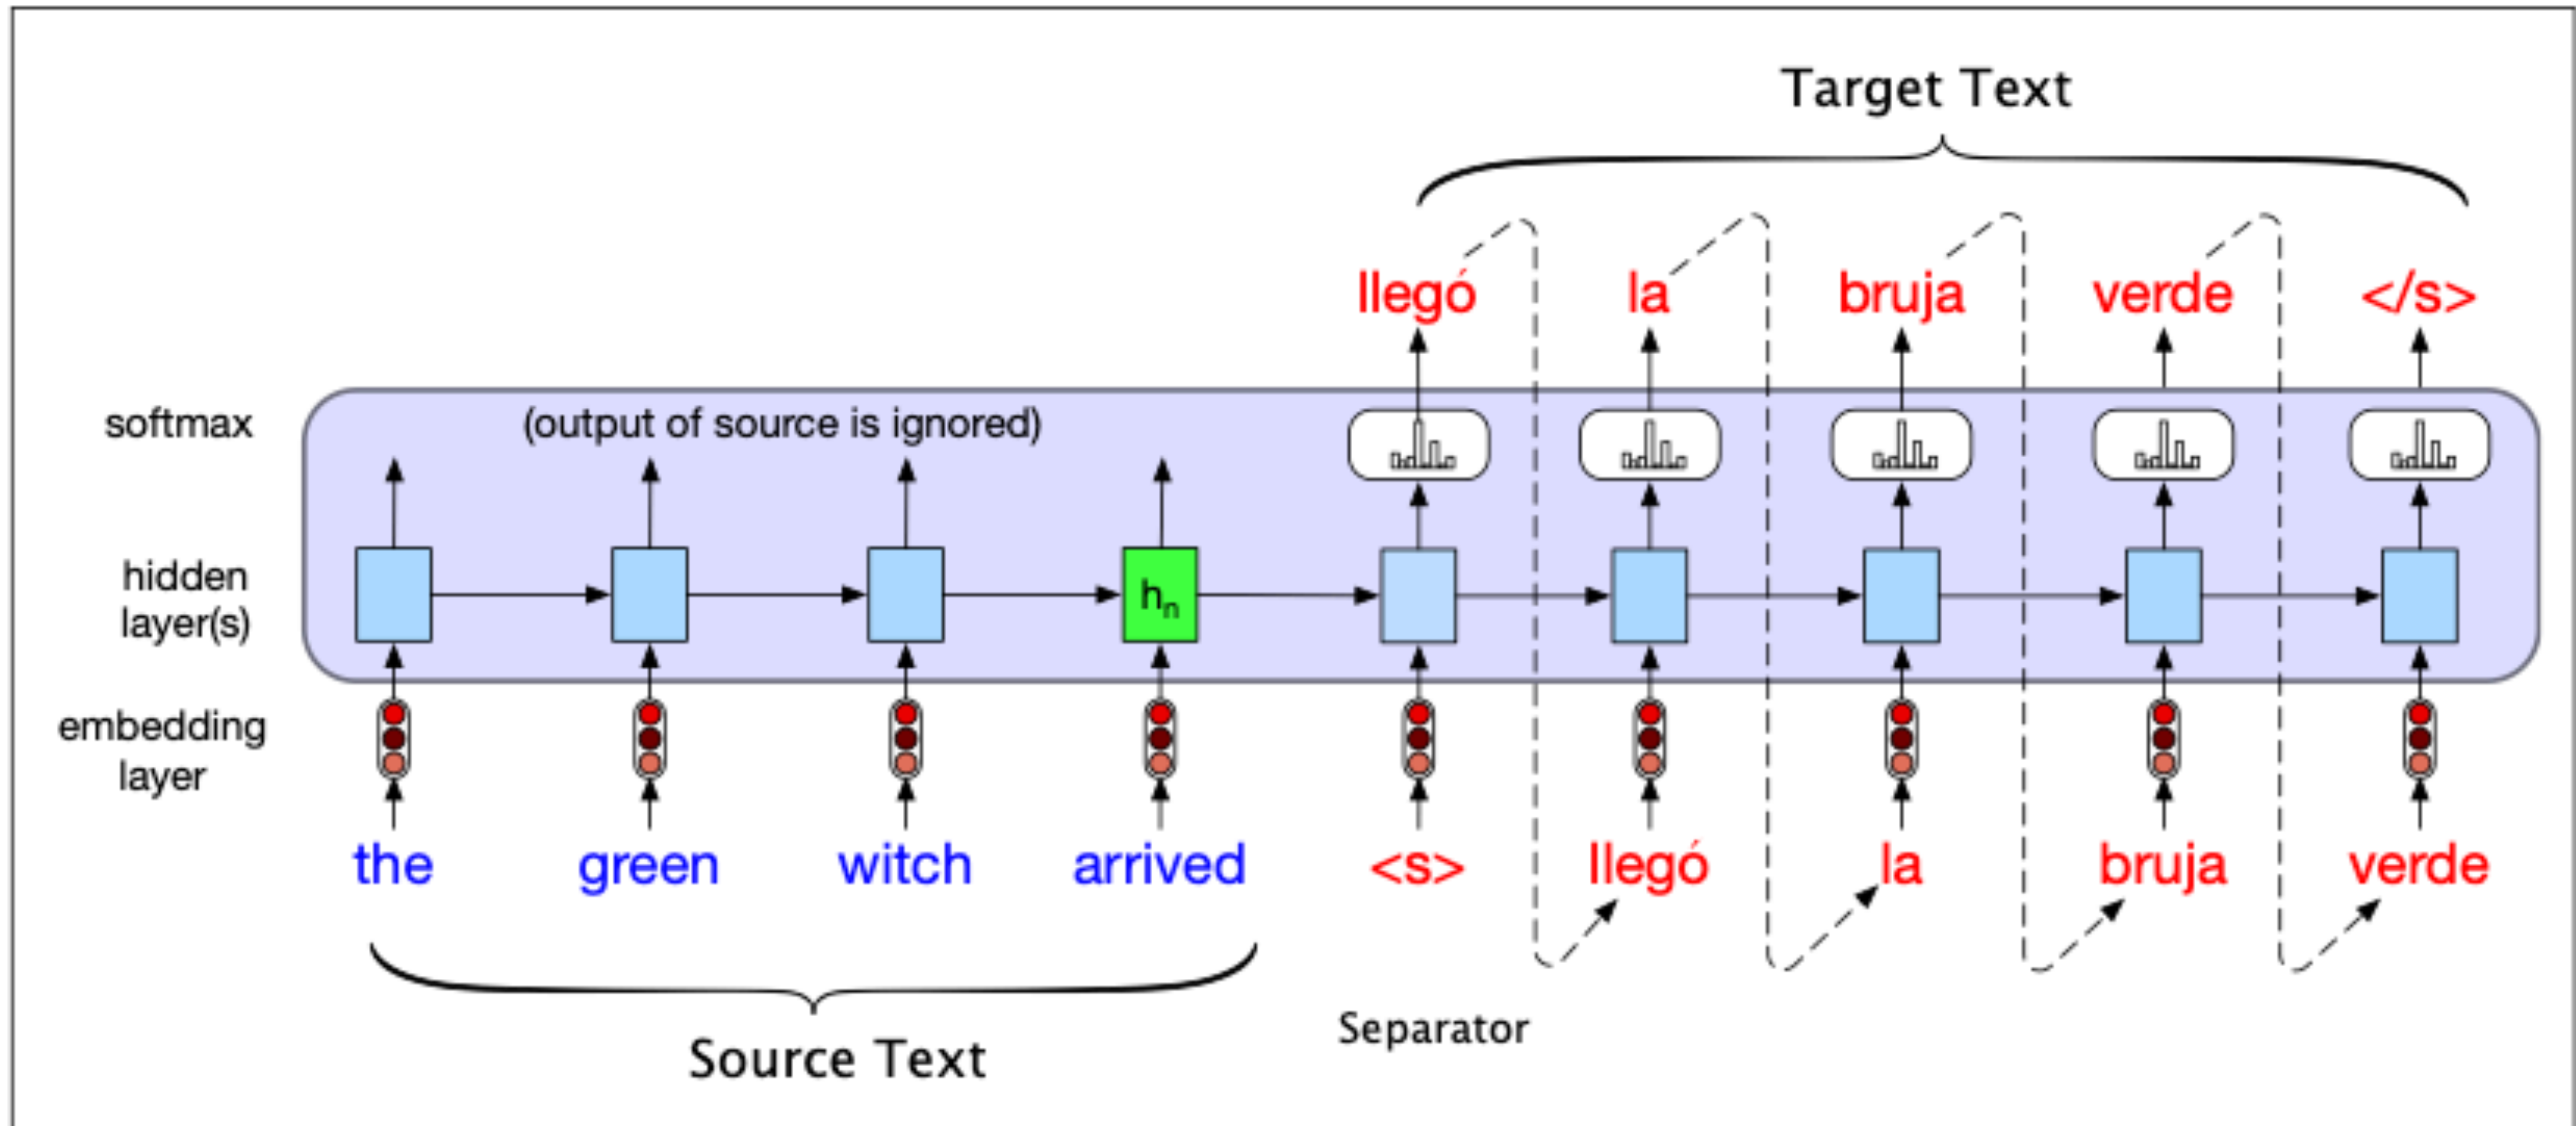 Target Text
llegó la bruja verde </s>
softmax (output of source is ignored)
hidden
layer(s)
hn
embedding
layer
the green witch arrived <s> llegó la bruja verde
Separator
Source Text